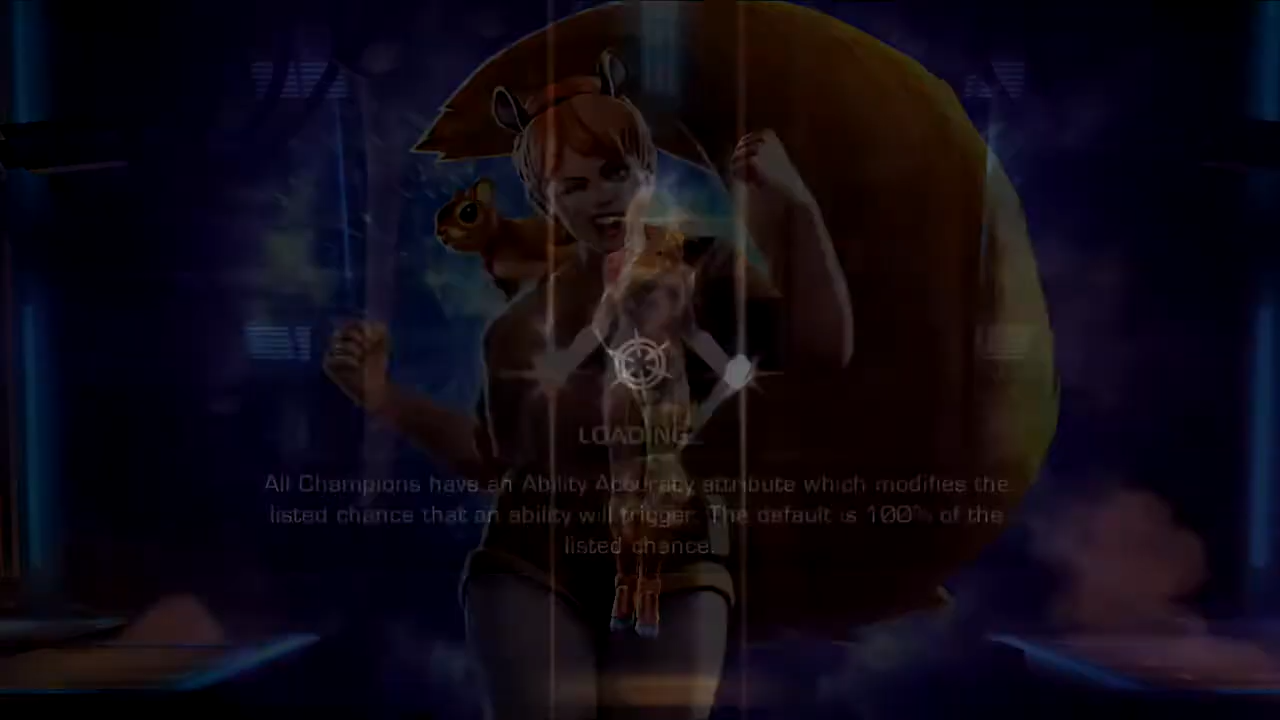 LOADING...
All Champions have an Ability Accuracy attribute which modifies the
listed chance that an ability will trigger. The default is 100% of the
listed chance.